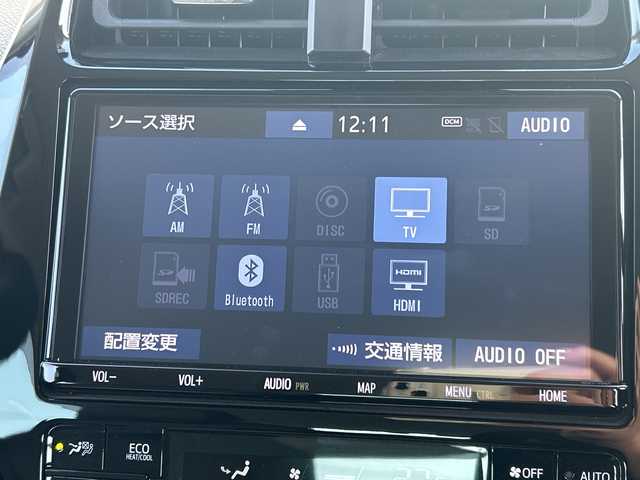 ソース選択 12:11 DCM AUDIO
AM FM DISC TV SD
SDREC Bluetooth USB HDMI
配置変更 交通情報 AUDIO OFF
VOL- VOL+ AUDIO PWR MAP MENU CTRL HOME
ECO OFF AUTO
HEAT/COOL